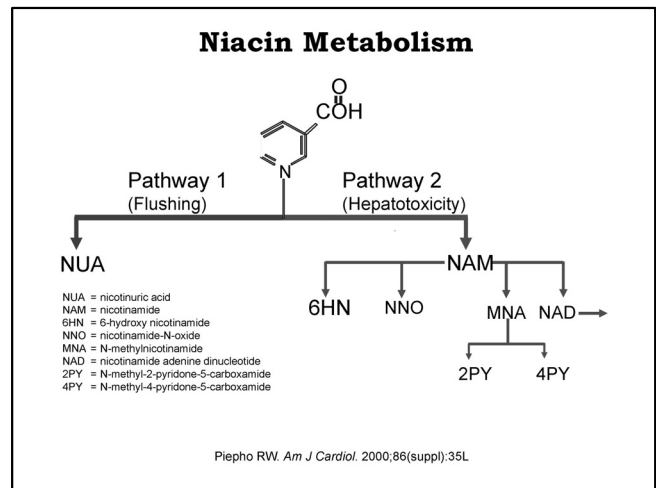 Niacin Metabolism
O
COH
N
Pathway 1
(Flushing)
Pathway 2
(Hepatotoxicity)
NUA
NAM
6HN
NNO
MNA
NAD
2PY
4PY
NUA = nicotinuric acid
NAM = nicotinamide
6HN = 6-hydroxy nicotinamide
NNO = nicotinamide-N-oxide
MNA = N-methylnicotinamide
NAD = nicotinamide adenine dinucleotide
2PY = N-methyl-2-pyridone-5-carboxamide
4PY = N-methyl-4-pyridone-5-carboxamide
Piepho RW. Am J Cardiol. 2000;86(suppl):35L